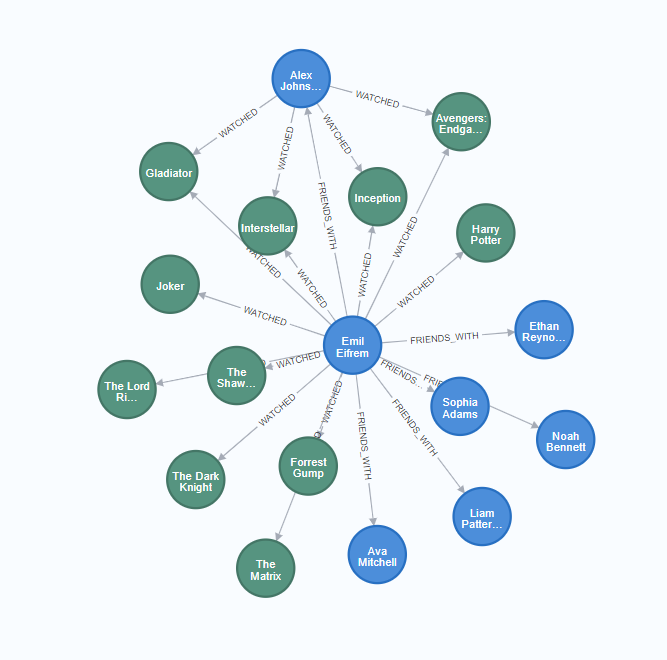 Alex
Johns...
WATCHED
Avengers:
Endga...
WATCHED
WATCHED
WATCHED
Gladiator
Inception
FRIENDS_WITH
Interstellar
Harry
Potter
WATCHED
WATCHED
WATCHED
WATCHED
WATCHED
Joker
WATCHED
Emil
Eifrem
FRIENDS_WITH
Ethan
Reyno...
WATCHED
The
Shaw...
The Lord
Ri...
FRIENDS...
Sophia
Adams
WATCHED
WATCHED
FRIENDS_WITH
FRIENDS_WITH
Noah
Bennett
Forrest
Gump
The Dark
Knight
Liam
Patter...
Ava
Mitchell
The
Matrix